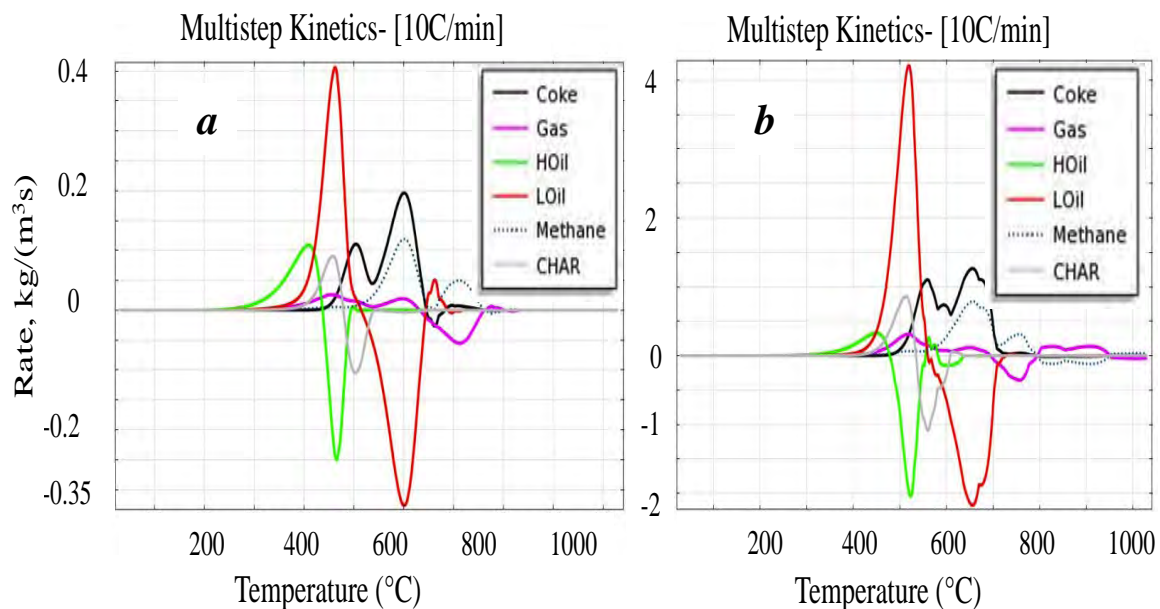 Multistep Kinetics- [10C/min]
a
Coke
Gas
HOil
LOil
Methane
CHAR
0.4
0.2
0
-0.2
-0.35
Rate, kg/(m³s)
200 400 600 800 1000
Temperature (°C)
Multistep Kinetics- [10C/min]
b
Coke
Gas
HOil
LOil
Methane
CHAR
4
2
0
-1
-2
200 400 600 800 1000
Temperature (°C)